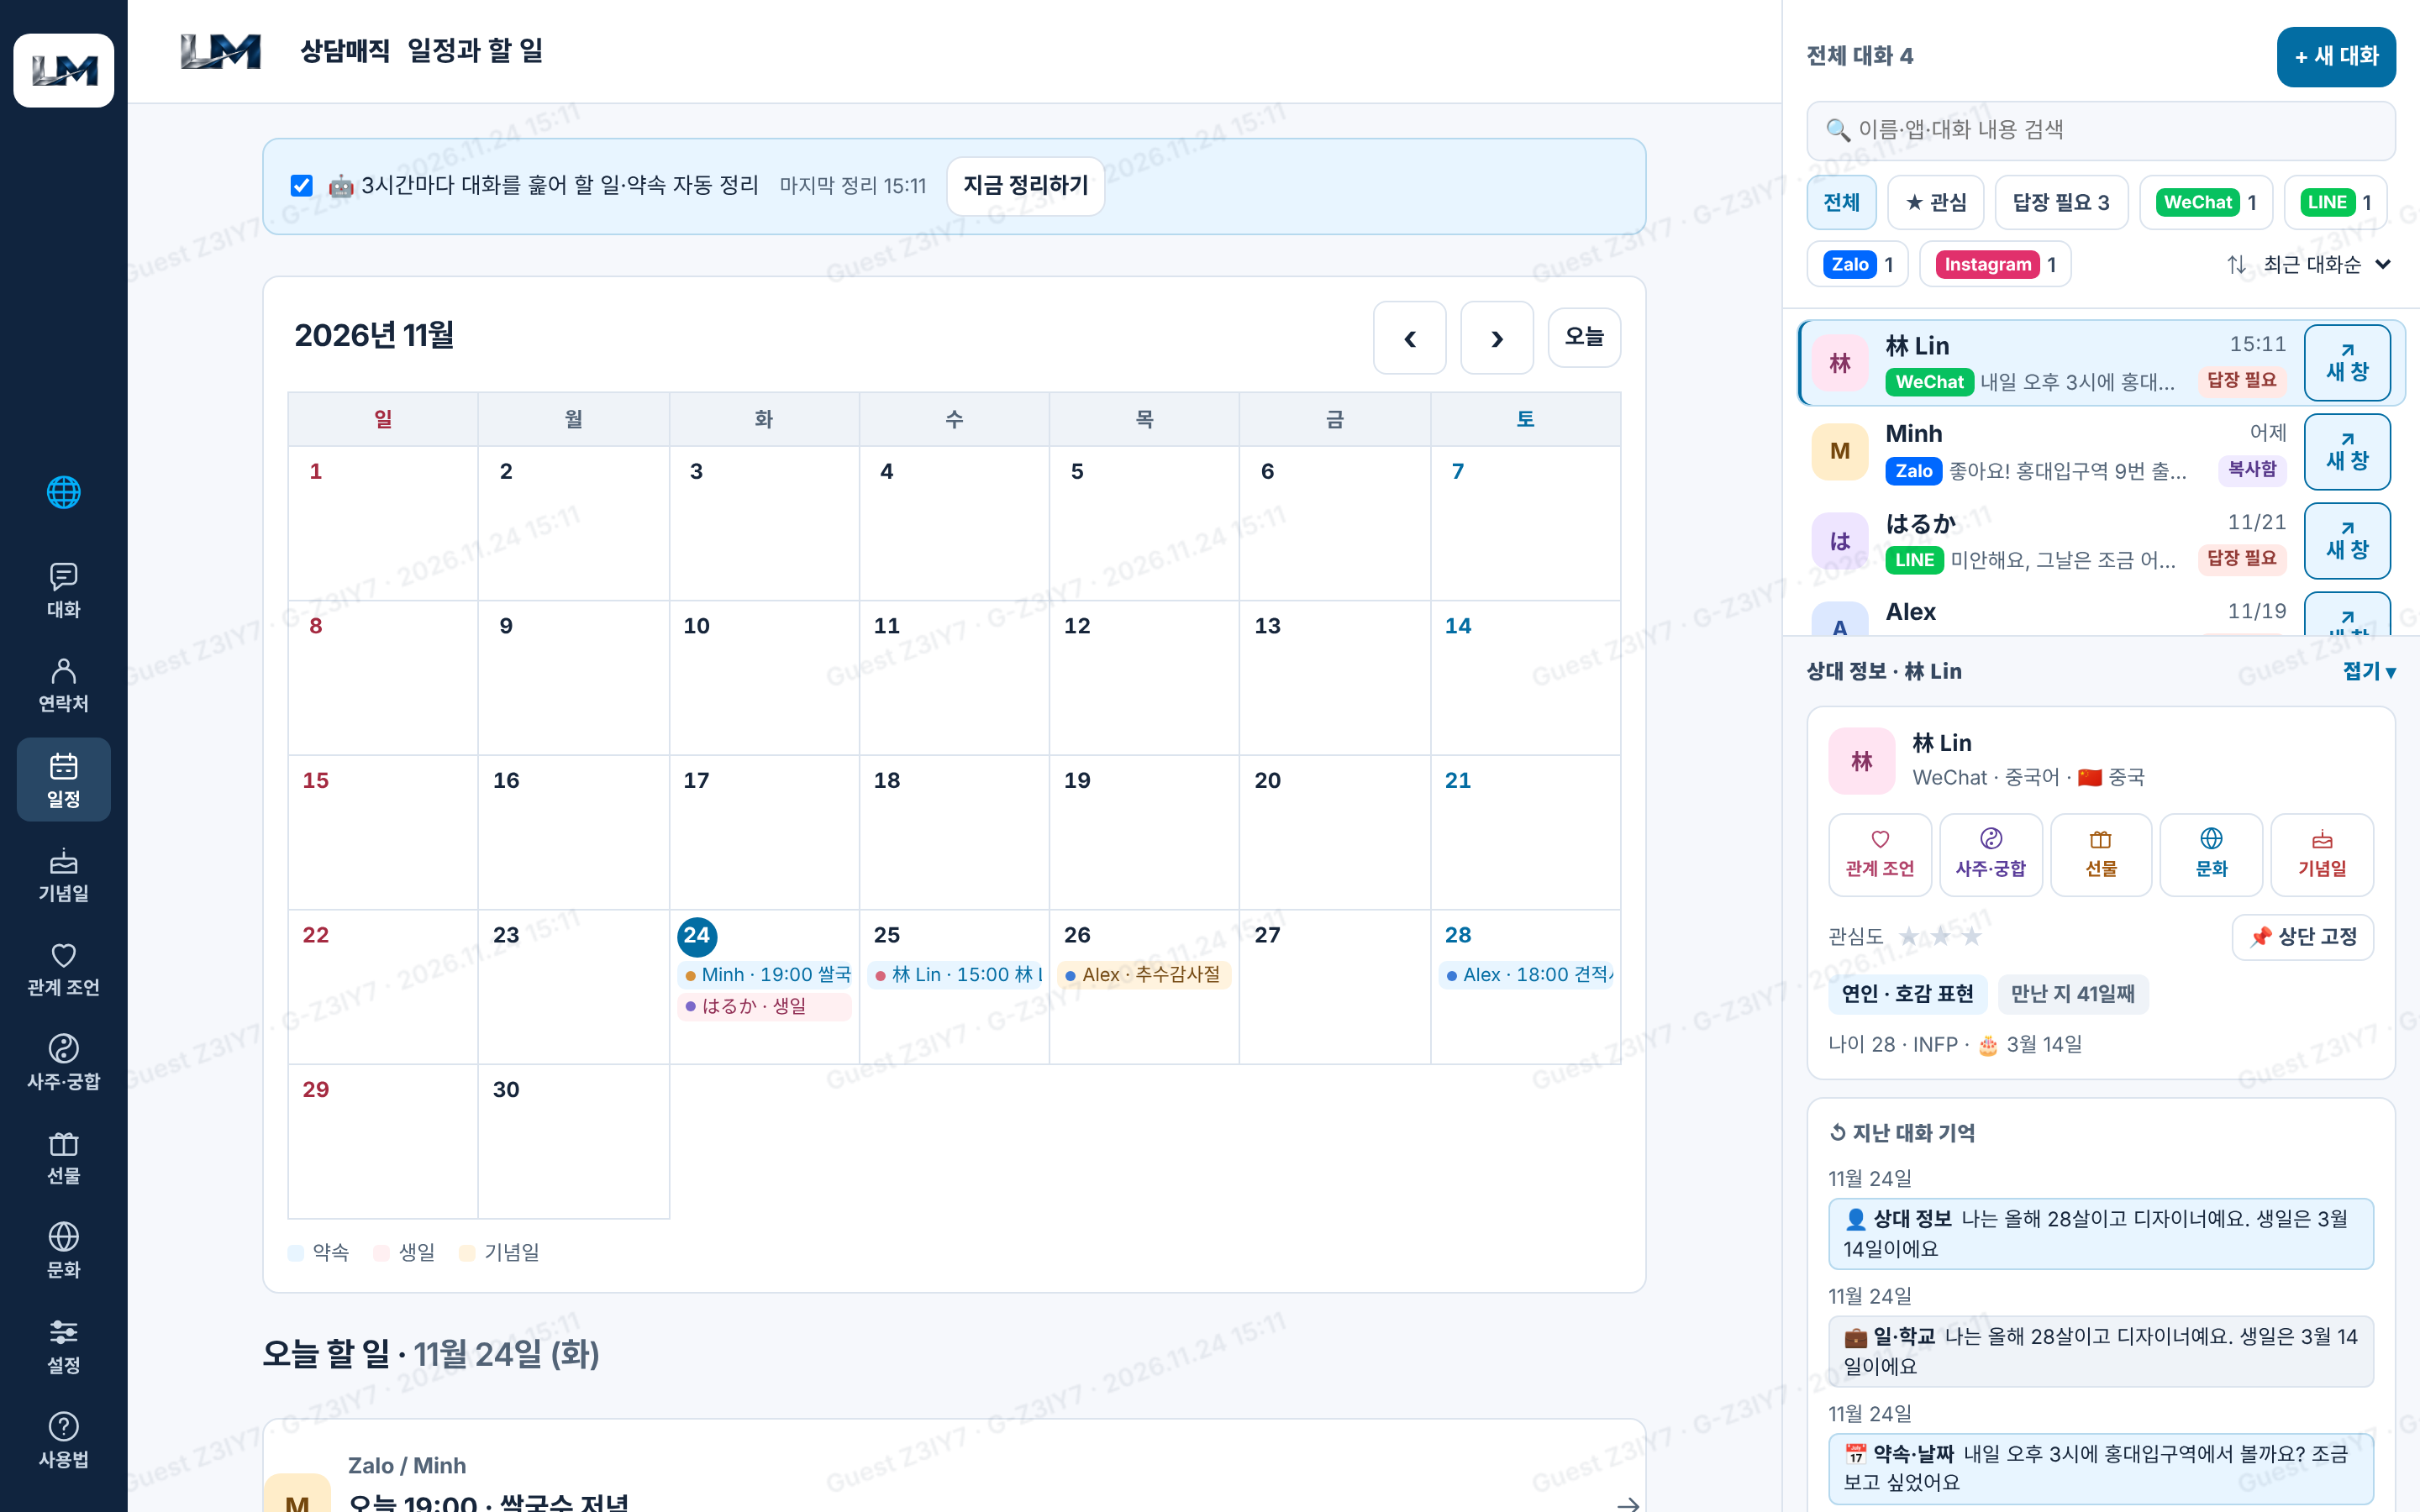 LM
대화
연락처
일정
기념일
관계 조언
사주·궁합
선물
문화
설정
사용법
LM 상담매직 일정과 할 일
🤖 3시간마다 대화를 훑어 할 일·약속 자동 정리 마지막 정리 15:11 지금 정리하기
2026년 11월
‹ › 오늘
일 월 화 수 목 금 토
1 2 3 4 5 6 7
8 9 10 11 12 13 14
15 16 17 18 19 20 21
22 23 24 25 26 27 28
Minh · 19:00 쌀국
林 Lin · 15:00 林 L
Alex · 추수감사절
Alex · 18:00 견적
はるか · 생일
29 30
약속 생일 기념일
오늘 할 일 · 11월 24일 (화)
Zalo / Minh
M
오늘 19:00 · 쌀국수 저녁
→
전체 대화 4
+ 새 대화
🔍 이름·앱·대화 내용 검색
전체 ★ 관심 답장 필요 3 WeChat 1 LINE 1
Zalo 1 Instagram 1 ⇅ 최근 대화순
林
林 Lin 15:11
WeChat 내일 오후 3시에 홍대... 답장 필요
↗ 새 창
M
Minh 어제
Zalo 좋아요! 홍대입구역 9번 출... 복사함
↗ 새 창
は
はるか 11/21
LINE 미안해요, 그날은 조금 어... 답장 필요
↗ 새 창
A
Alex 11/19
↗ 새 창
상대 정보 · 林 Lin 접기 ▾
林
林 Lin
WeChat · 중국어 · 🇨🇳 중국
관계 조언 사주·궁합 선물 문화 기념일
관심도 ★ ★ ★ 📌 상단 고정
연인 · 호감 표현 만난 지 41일째
나이 28 · INFP · 🎂 3월 14일
지난 대화 기억
11월 24일
👤 상대 정보 나는 올해 28살이고 디자이너예요. 생일은 3월
14일이에요
11월 24일
💼 일·학교 나는 올해 28살이고 디자이너예요. 생일은 3월 14
일이에요
11월 24일
📅 약속·날짜 내일 오후 3시에 홍대입구역에서 볼까요? 조금
보고 싶었어요
Guest Z3IY7 · G-Z3IY7 · 2026.11.24 15:11